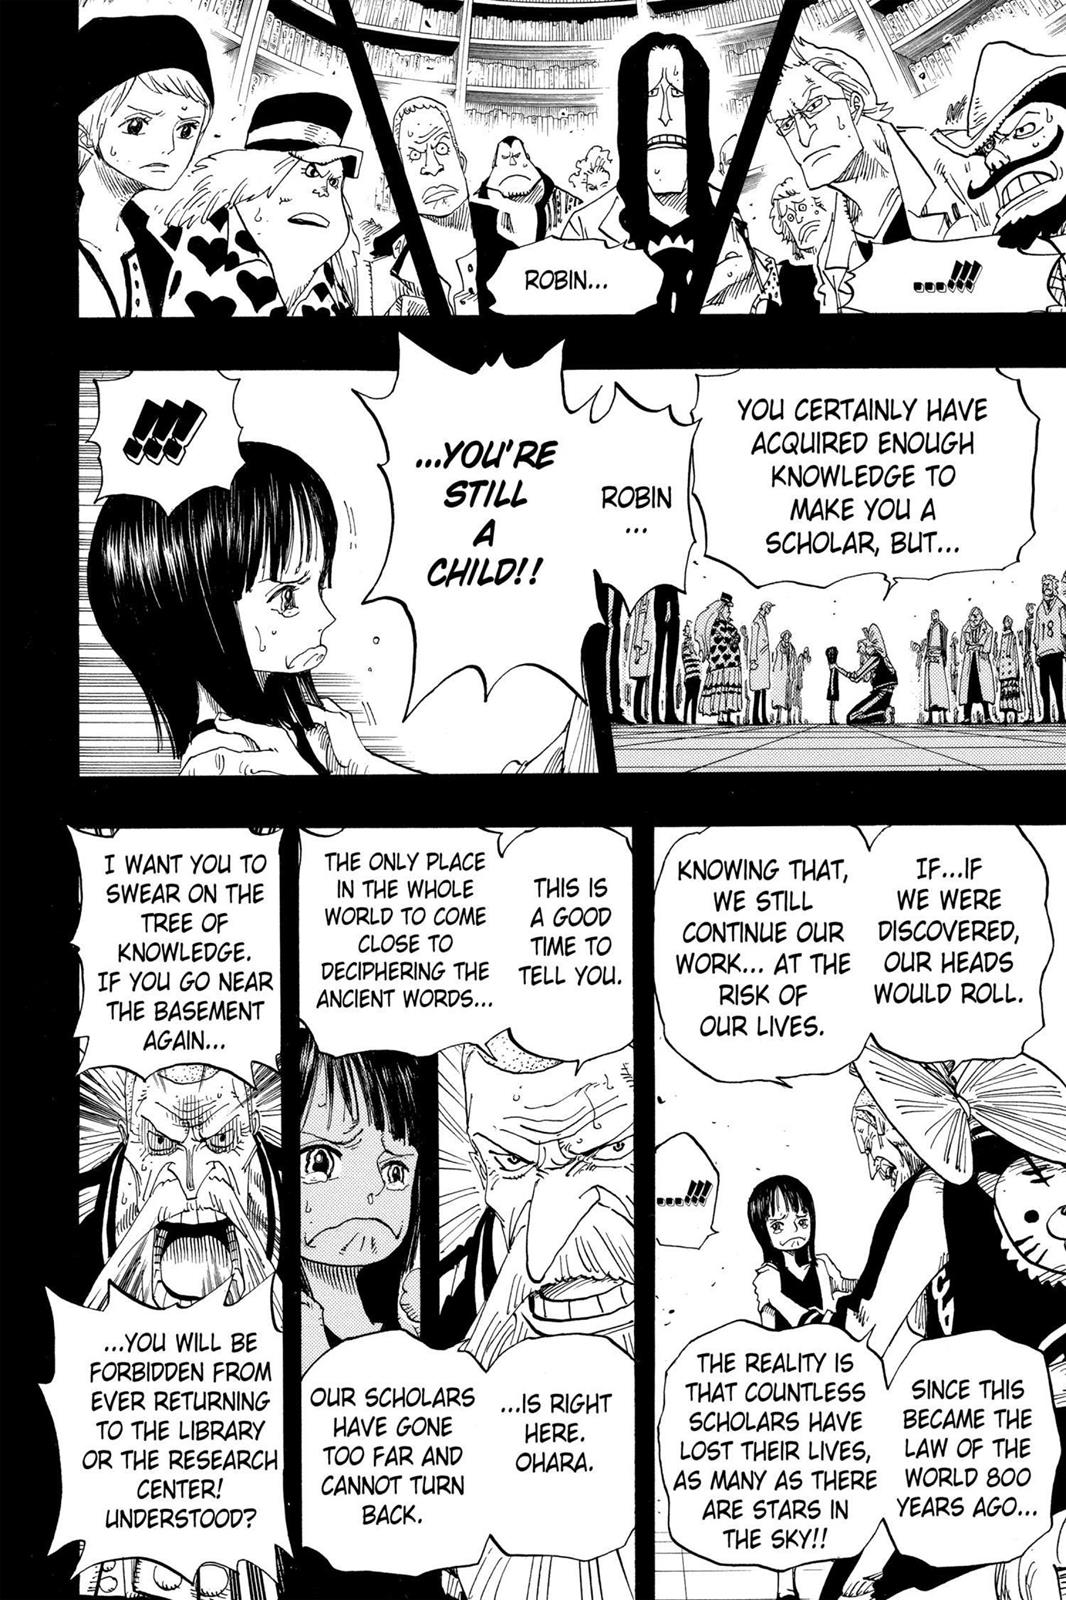 ....!!!!
ROBIN...
YOU CERTAINLY HAVE
ACQUIRED ENOUGH
KNOWLEDGE TO
MAKE YOU A
SCHOLAR, BUT...
ROBIN
...
...YOU'RE
STILL
A
CHILD!!
!!!!
IF...IF
WE WERE
DISCOVERED,
OUR HEADS
WOULD ROLL.
KNOWING THAT,
WE STILL
CONTINUE OUR
WORK... AT THE
RISK OF
OUR LIVES.
....!!!!
SINCE THIS
BECAME THE
LAW OF THE
WORLD 800
YEARS AGO...
THE REALITY IS
THAT COUNTLESS
SCHOLARS HAVE
LOST THEIR LIVES,
AS MANY AS THERE
ARE STARS IN
THE SKY!!
THIS IS
A GOOD
TIME TO
TELL YOU.
THE ONLY PLACE
IN THE WHOLE
WORLD TO COME
CLOSE TO
DECIPHERING THE
ANCIENT WORDS...
...IS RIGHT
HERE.
OHARA.
OUR SCHOLARS
HAVE GONE
TOO FAR AND
CANNOT TURN
BACK.
I WANT YOU TO
SWEAR ON THE
TREE OF
KNOWLEDGE.
IF YOU GO NEAR
THE BASEMENT
AGAIN...
...YOU WILL BE
FORBIDDEN FROM
EVER RETURNING
TO THE LIBRARY
OR THE RESEARCH
CENTER!
UNDERSTOOD?